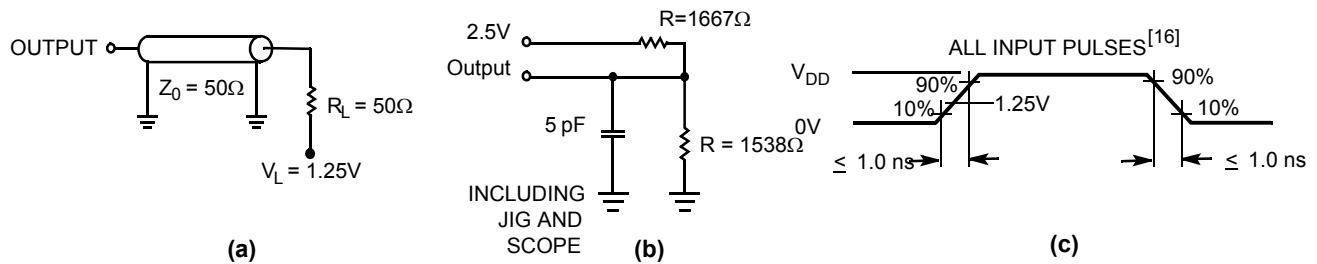 OUTPUT
Z0 = 50Ω
RL = 50Ω
VL = 1.25V
(a)
R=1667Ω
2.5V
Output
5 pF
R = 1538Ω
INCLUDING
JIG AND
SCOPE
(b)
ALL INPUT PULSES[16]
VDD
90%
90%
1.25V
10%
10%
0V
≤ 1.0 ns
≤ 1.0 ns
(c)